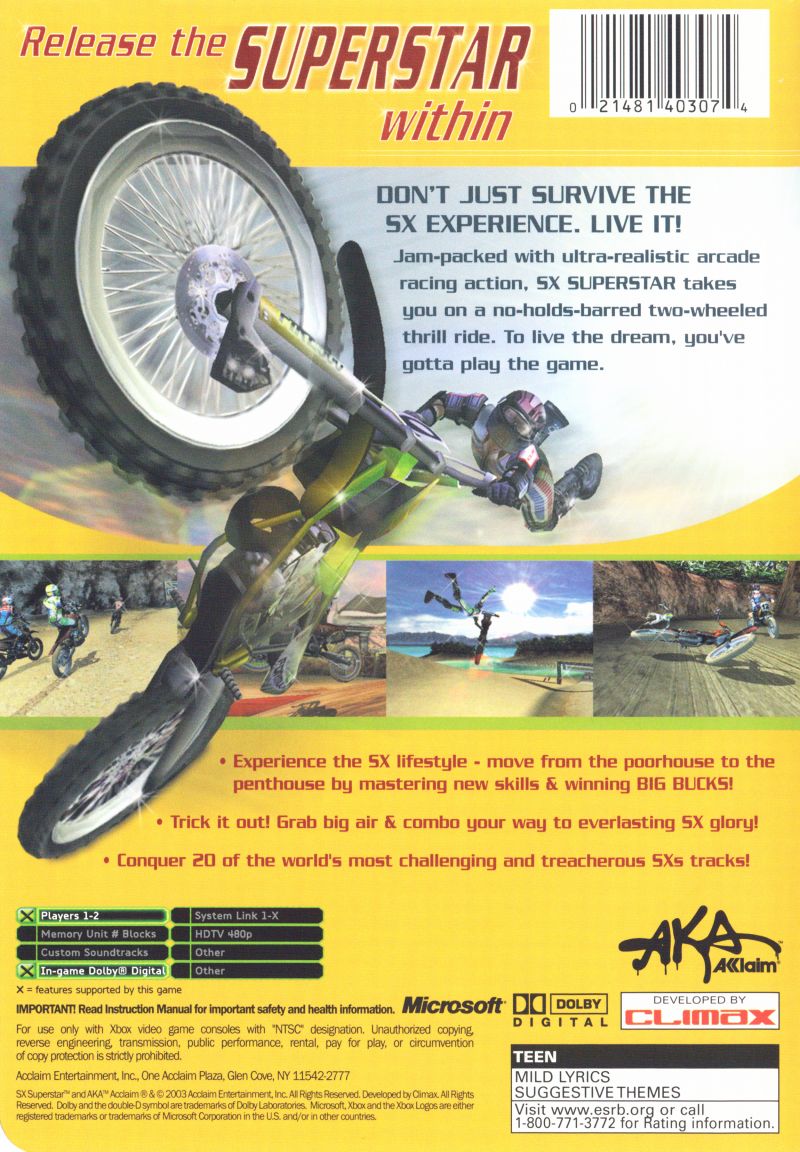 Release the SUPERSTAR
within
0 21481 40307 4
DON'T JUST SURVIVE THE
SX EXPERIENCE. LIVE IT!
Jam-packed with ultra-realistic arcade
racing action, SX SUPERSTAR takes
you on a no-holds-barred two-wheeled
thrill ride. To live the dream, you've
gotta play the game.
• Experience the SX lifestyle - move from the poorhouse to the
penthouse by mastering new skills & winning BIG BUCKS!
• Trick it out! Grab big air & combo your way to everlasting SX glory!
• Conquer 20 of the world's most challenging and treacherous SXs tracks!
X Players 1-2
System Link 1-X
Memory Unit # Blocks
HDTV 480p
Custom Soundtracks
Other
X In-game Dolby® Digital
Other
X = features supported by this game
AKA™
AKKlaim
IMPORTANT! Read Instruction Manual for important safety and health information.
Microsoft®
DOLBY
DIGITAL
DEVELOPED BY
CLIMAX
For use only with Xbox video game consoles with "NTSC" designation. Unauthorized copying,
reverse engineering, transmission, public performance, rental, pay for play, or circumvention
of copy protection is strictly prohibited.
Acclaim Entertainment, Inc., One Acclaim Plaza, Glen Cove, NY 11542-2777
SX Superstar™ and AKA™ Acclaim ® & © 2003 Acclaim Entertainment, Inc. All Rights Reserved. Developed by Climax. All Rights
Reserved. Dolby and the double-D symbol are trademarks of Dolby Laboratories. Microsoft, Xbox and the Xbox Logos are either
registered trademarks or trademarks of Microsoft Corporation in the U.S. and/or in other countries.
TEEN
MILD LYRICS
SUGGESTIVE THEMES
Visit www.esrb.org or call
1-800-771-3772 for Rating information.